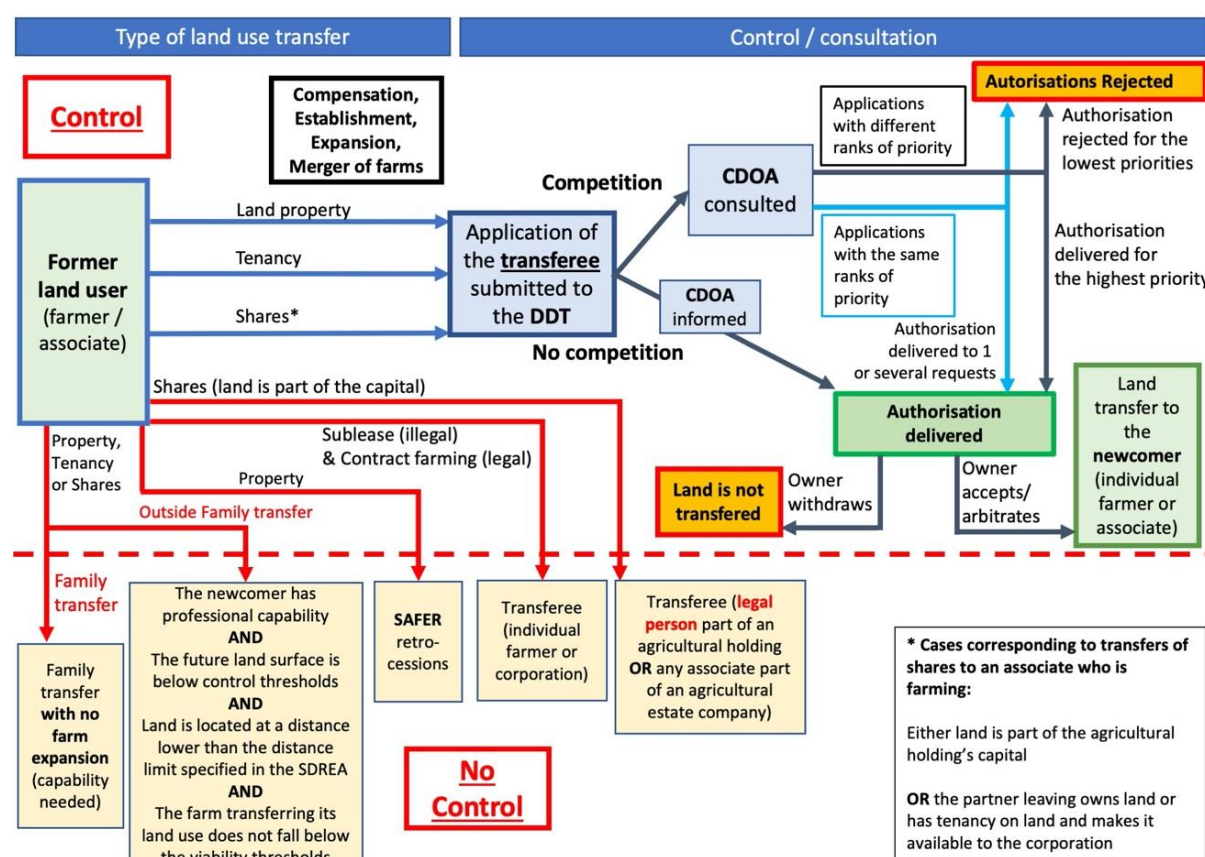 Type of land use transfer
Control / consultation
Control
Compensation,
Establishment,
Expansion,
Merger of farms
Autorisations Rejected
Applications
with different
ranks of priority
Authorisation
rejected for the
lowest priorities
Competition
CDOA
consulted
Land property
Former
land user
(farmer /
associate)
Tenancy
Shares*
Application of
the transferee
submitted to
the DDT
Applications
with the same
ranks of
priority
Authorisation
delivered for
the highest priority
CDOA
informed
No competition
Authorisation
delivered to 1
or several requests
Shares (land is part of the capital)
Sublease (illegal)
& Contract farming (legal)
Property
Property,
Tenancy
or Shares
Outside Family transfer
Authorisation
delivered
Land
transfer to
the
newcomer
(individual
farmer or
associate)
Land is not
transfered
Owner
withdraws
Owner
accepts/
arbitrates
Family
transfer
Family
transfer
with no
farm
expansion
(capability
needed)
The newcomer has
professional capability
AND
The future land surface is
below control thresholds
AND
Land is located at a distance
lower than the distance
limit specified in the SDREA
AND
The farm transferring its
land use does not fall below
the viability thresholds
SAFER
retro-
cessions
Transferee
(individual
farmer or
corporation)
Transferee (legal
person part of an
agricultural holding
OR any associate part
of an agricultural
estate company)
No
Control
* Cases corresponding to transfers of
shares to an associate who is
farming:
Either land is part of the agricultural
holding's capital
OR the partner leaving owns land or
has tenancy on land and makes it
available to the corporation